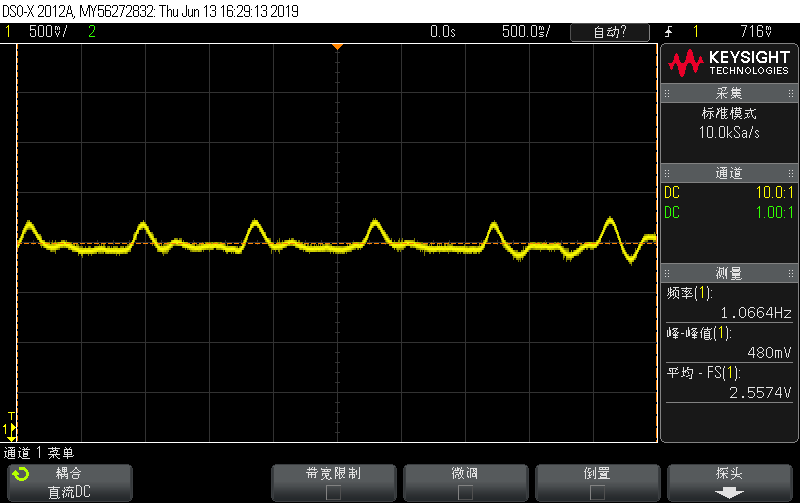 DSO-X 2012A, MY56272832: Thu Jun 13 16:29:13 2019
1 500V/ 2 0.0s 500.0s/ 自动? 1 716V
KEYSIGHT
TECHNOLOGIES
采集
标准模式
10.0kSa/s
通道
DC 10.0:1
DC 1.00:1
测量
频率(1):
1.0664Hz
峰-峰值(1):
480mV
平均 - FS(1):
2.5574V
T
1
通道 1 菜单
耦合
直流DC
带宽限制
微调
倒置
探头